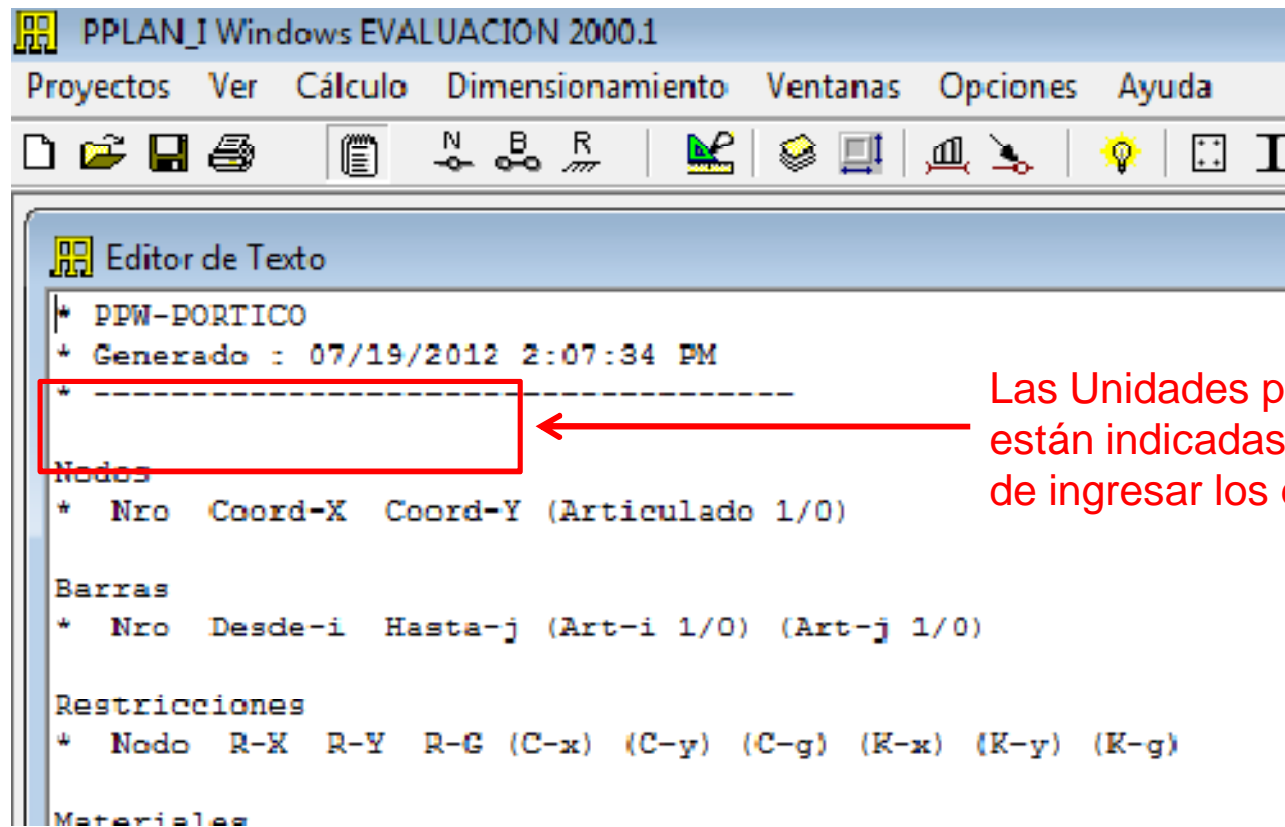 PPLAN_I Windows EVALUACION 2000.1
Proyectos Ver Cálculo Dimensionamiento Ventanas Opciones Ayuda
N B R
Editor de Texto
* PPW-PORTICO
* Generado : 07/19/2012 2:07:34 PM
* ------------------------------------
Nodos
* Nro Coord-X Coord-Y (Articulado 1/0)
Barras
* Nro Desde-i Hasta-j (Art-i 1/0) (Art-j 1/0)
Restricciones
* Nodo R-X R-Y R-G (C-x) (C-y) (C-g) (K-x) (K-y) (K-g)
Materiales
Las Unidades p
están indicadas
de ingresar los